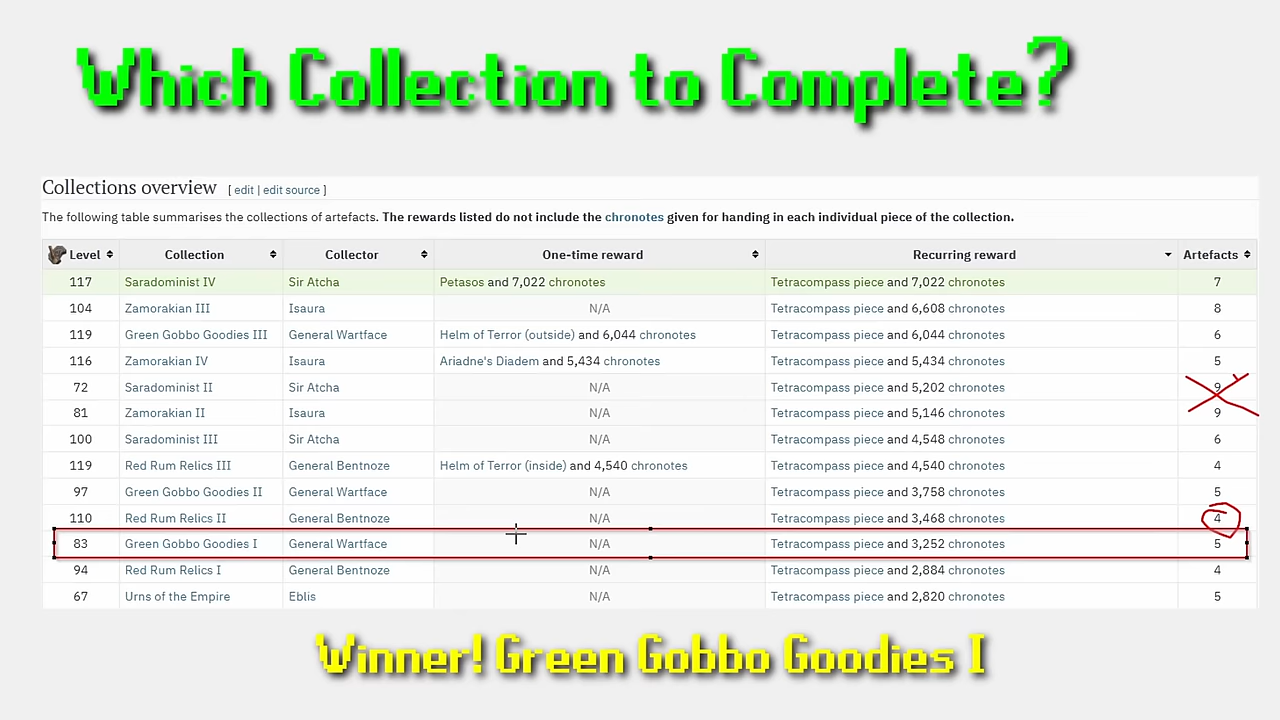 Which Collection to Complete?
Collections overview [ edit | edit source ]
The following table summarises the collections of artefacts. The rewards listed do not include the chronotes given for handing in each individual piece of the collection.
Level Collection Collector One-time reward Recurring reward Artefacts
117 Saradominist IV Sir Atcha Petasos and 7,022 chronotes Tetracompass piece and 7,022 chronotes 7
104 Zamorakian III Isaura N/A Tetracompass piece and 6,608 chronotes 8
119 Green Gobbo Goodies III General Wartface Helm of Terror (outside) and 6,044 chronotes Tetracompass piece and 6,044 chronotes 6
116 Zamorakian IV Isaura Ariadne's Diadem and 5,434 chronotes Tetracompass piece and 5,434 chronotes 5
72 Saradominist II Sir Atcha N/A Tetracompass piece and 5,202 chronotes 9
81 Zamorakian II Isaura N/A Tetracompass piece and 5,146 chronotes 9
100 Saradominist III Sir Atcha N/A Tetracompass piece and 4,548 chronotes 6
119 Red Rum Relics III General Bentnoze Helm of Terror (inside) and 4,540 chronotes Tetracompass piece and 4,540 chronotes 4
97 Green Gobbo Goodies II General Wartface N/A Tetracompass piece and 3,758 chronotes 5
110 Red Rum Relics II General Bentnoze N/A Tetracompass piece and 3,468 chronotes 4
83 Green Gobbo Goodies I General Wartface N/A Tetracompass piece and 3,252 chronotes 5
94 Red Rum Relics I General Bentnoze N/A Tetracompass piece and 2,884 chronotes 4
67 Urns of the Empire Eblis N/A Tetracompass piece and 2,820 chronotes 5
Winner! Green Gobbo Goodies I